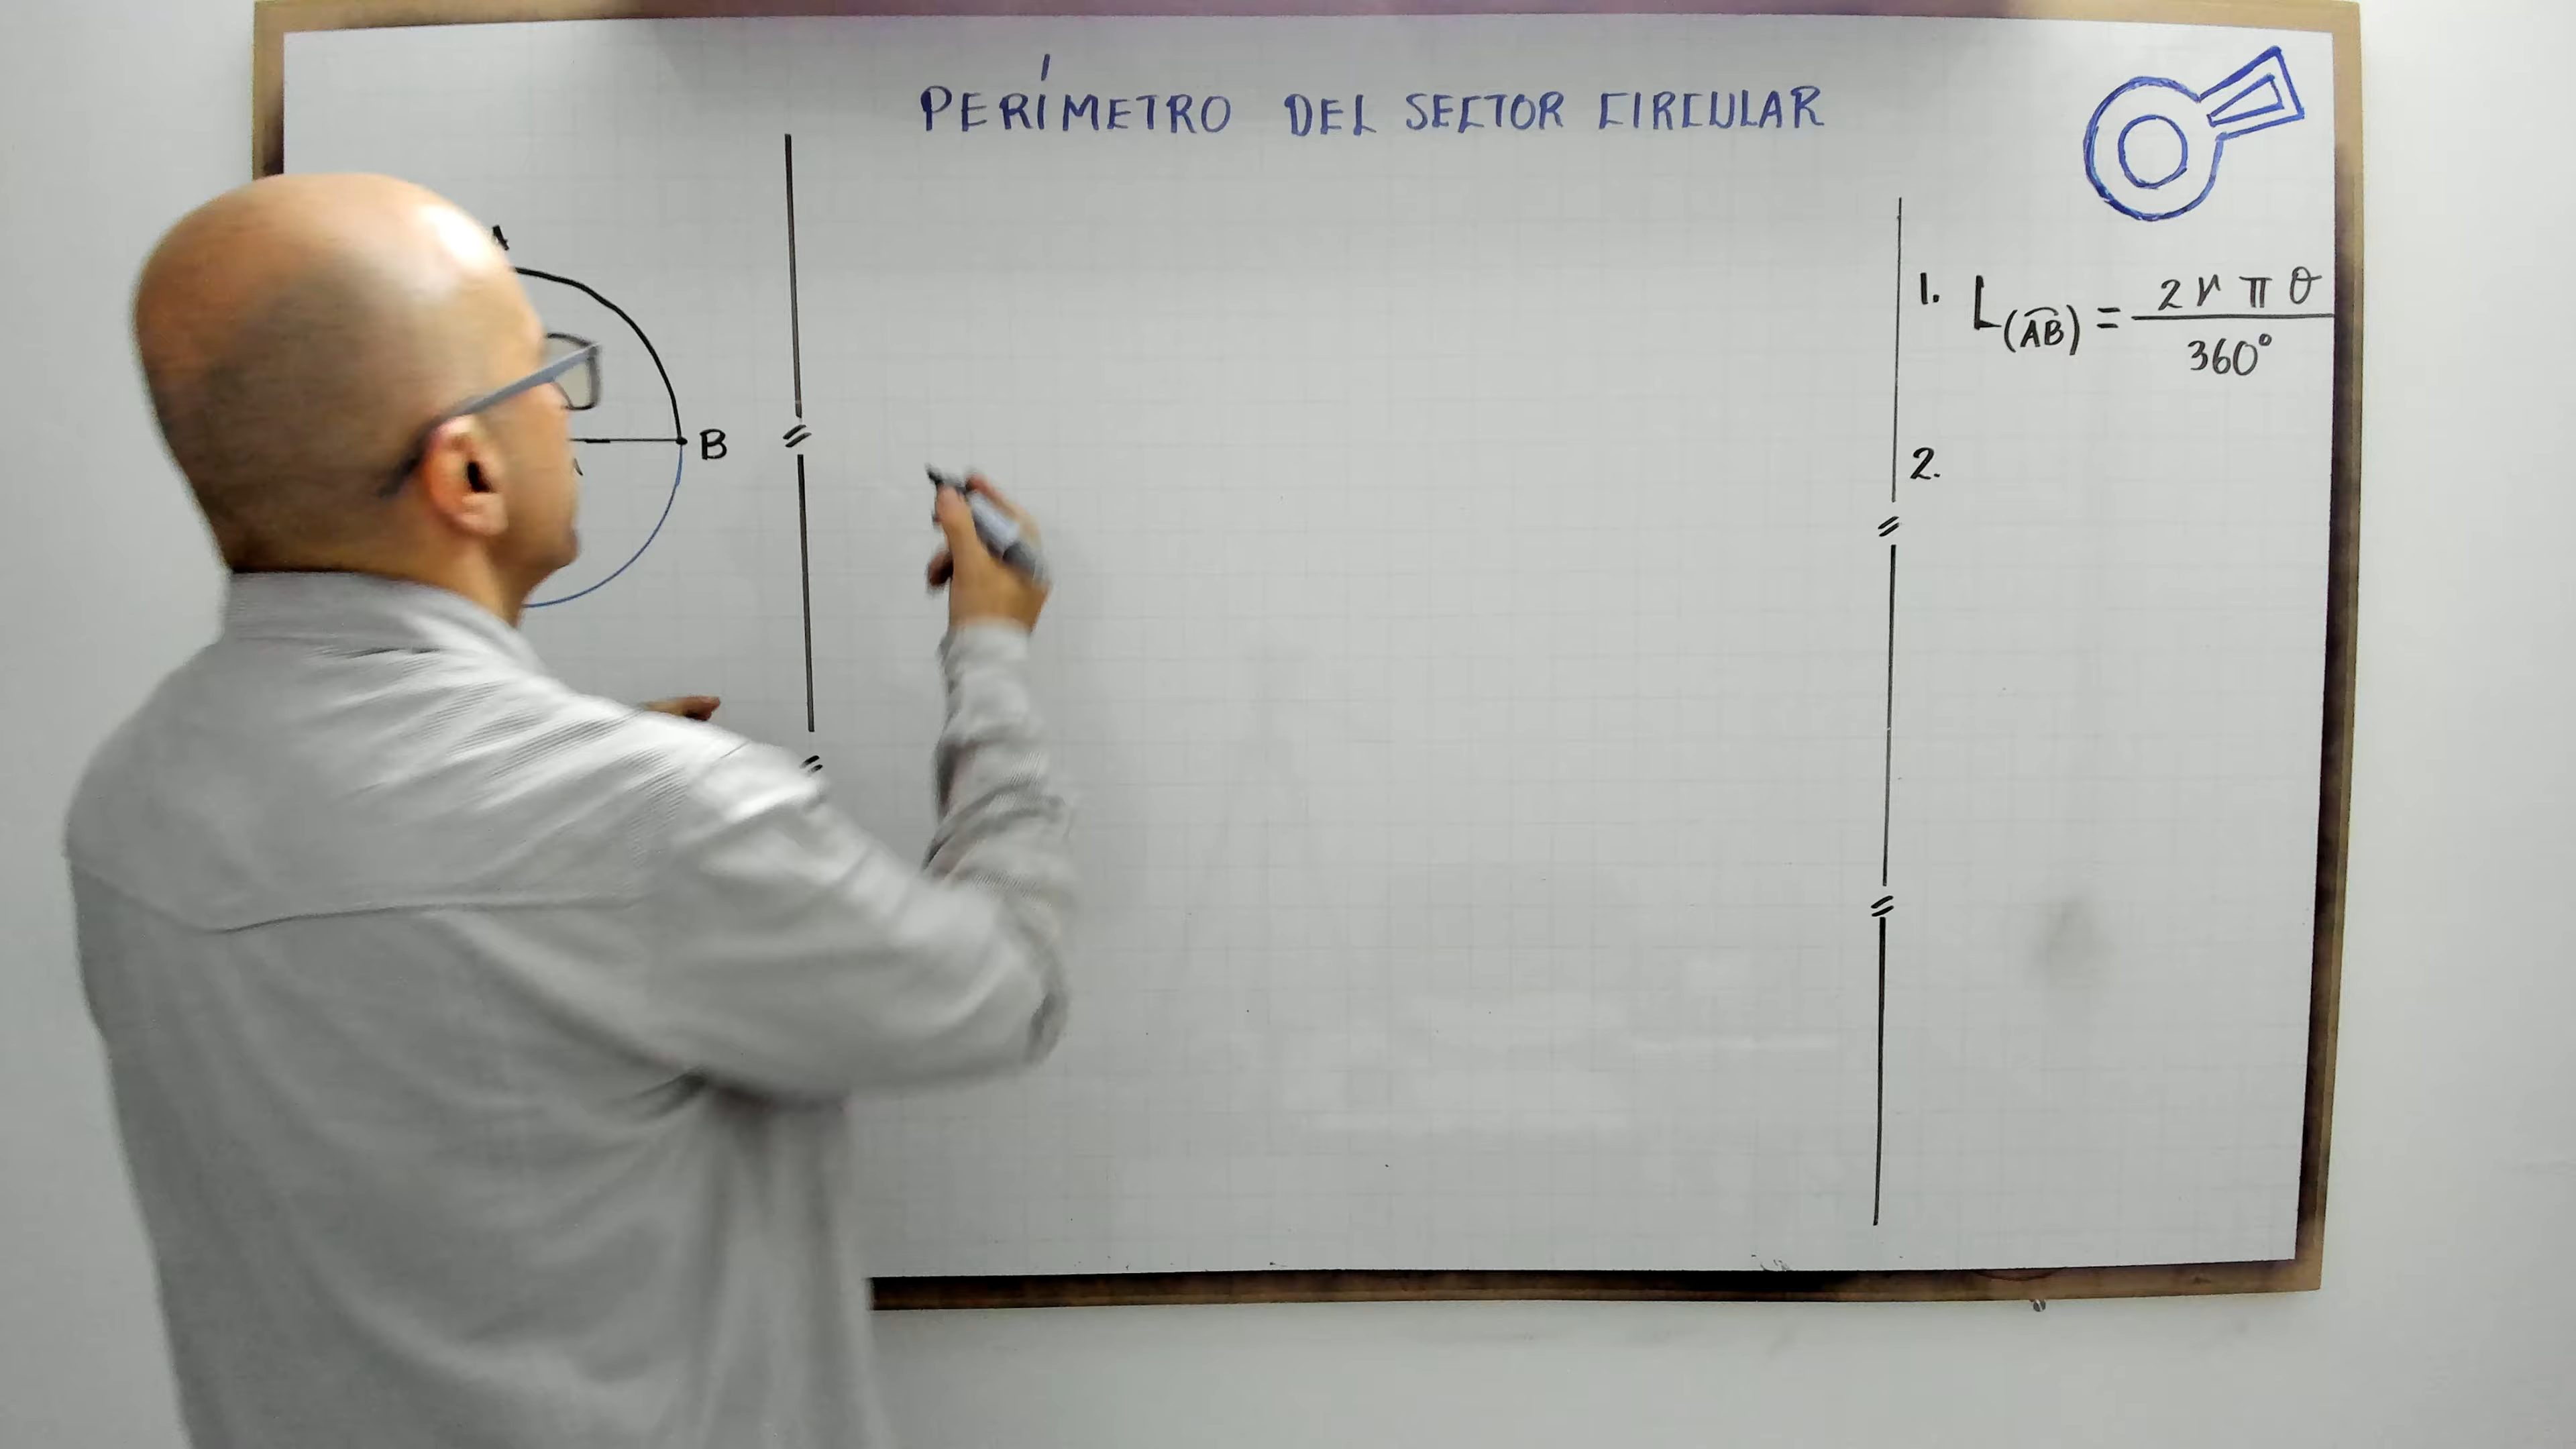 PERÍMETRO DEL SECTOR CIRCULAR
A
B
1. L(AB) = 2 r π θ
360°
2.